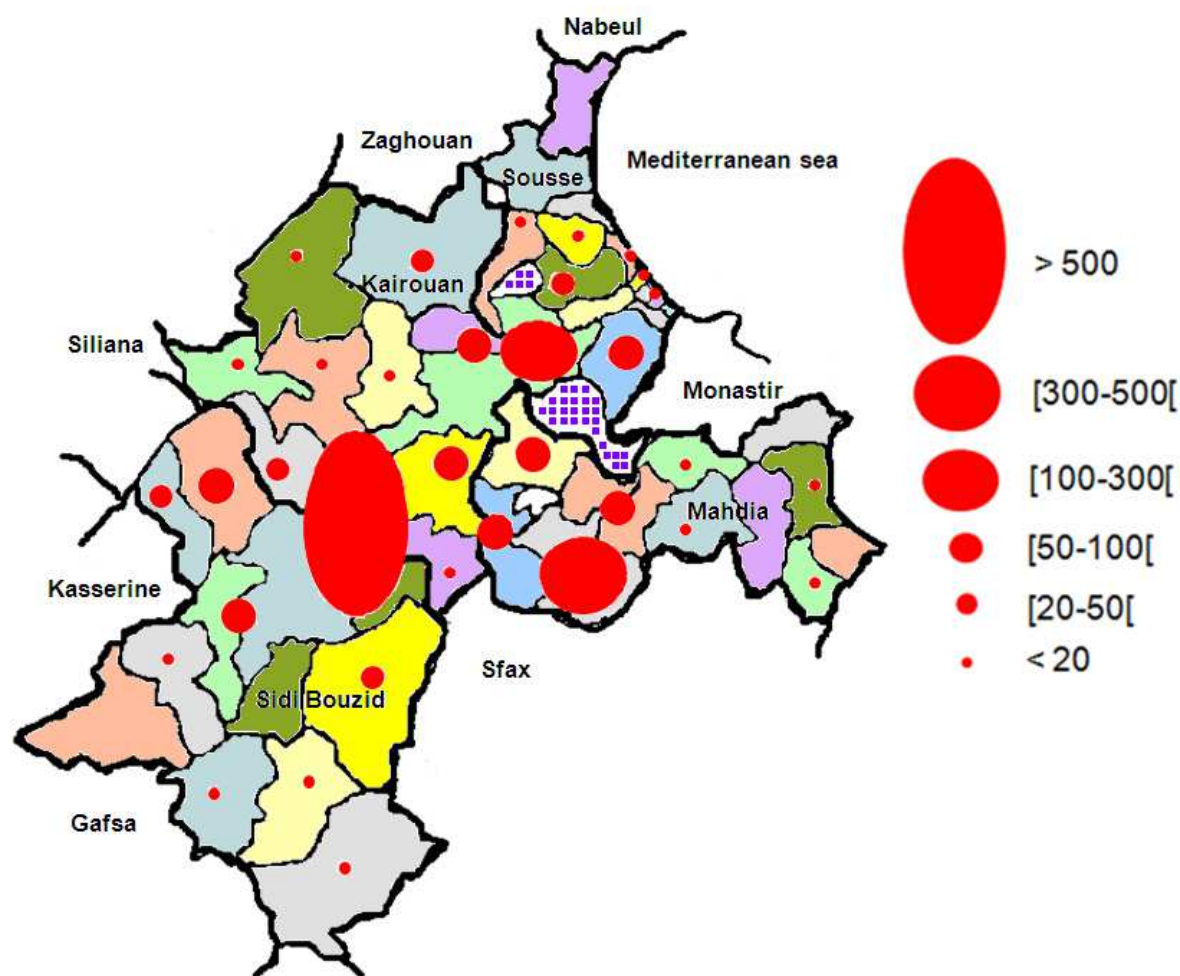 Nabeul
Zaghouan
Mediterranean sea
Sousse
Kairouan
Siliana
Monastir
Mahdia
Kasserine
Sfax
Sidi Bouzid
Gafsa
> 500
[300-500[
[100-300[
[50-100[
[20-50[
< 20